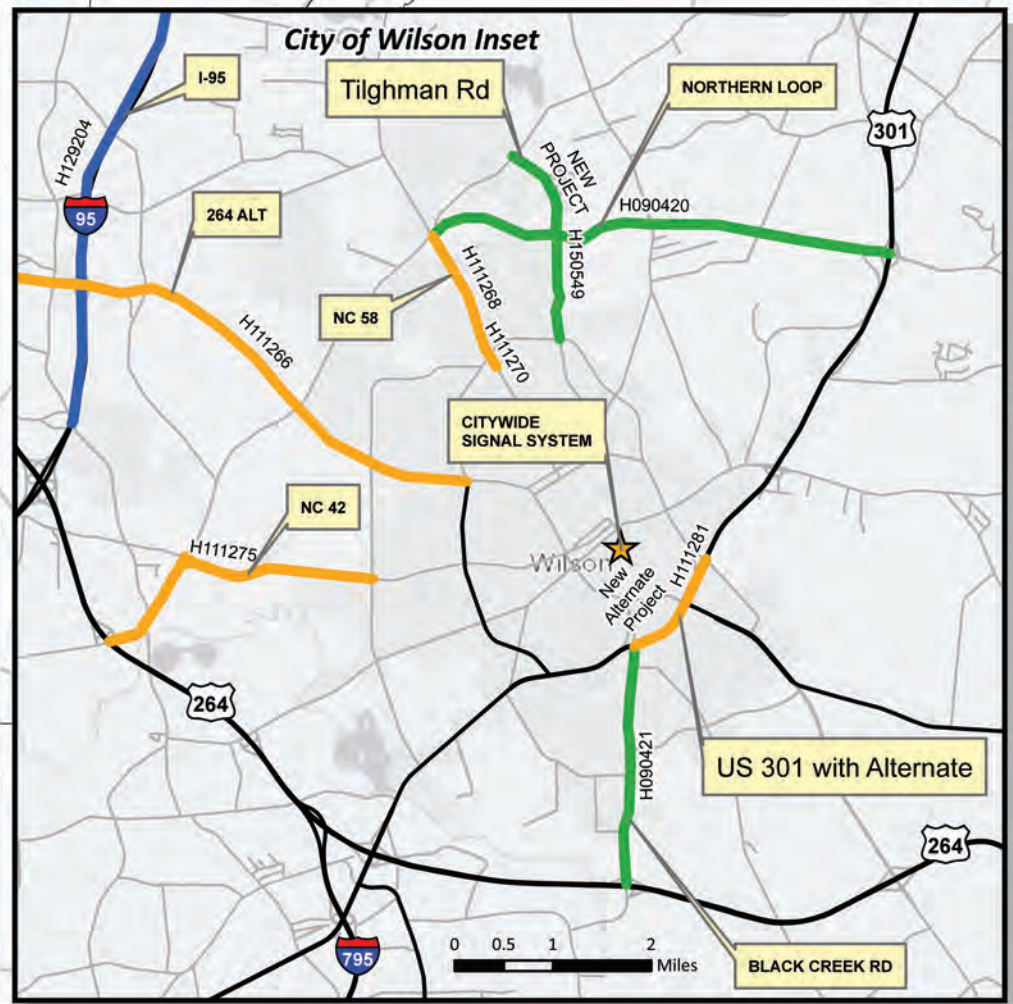 City of Wilson Inset
I-95
Tilghman Rd
NORTHERN LOOP
301
H129204
NEW
PROJECT
95
264 ALT
H090420
H150549
H111268
NC 58
H111266
H111270
CITYWIDE
SIGNAL SYSTEM
NC 42
H111275
Wilson
New
Alternate
Project
H111281
264
H090421
US 301 with Alternate
264
0 0.5 1 2
Miles
795
BLACK CREEK RD